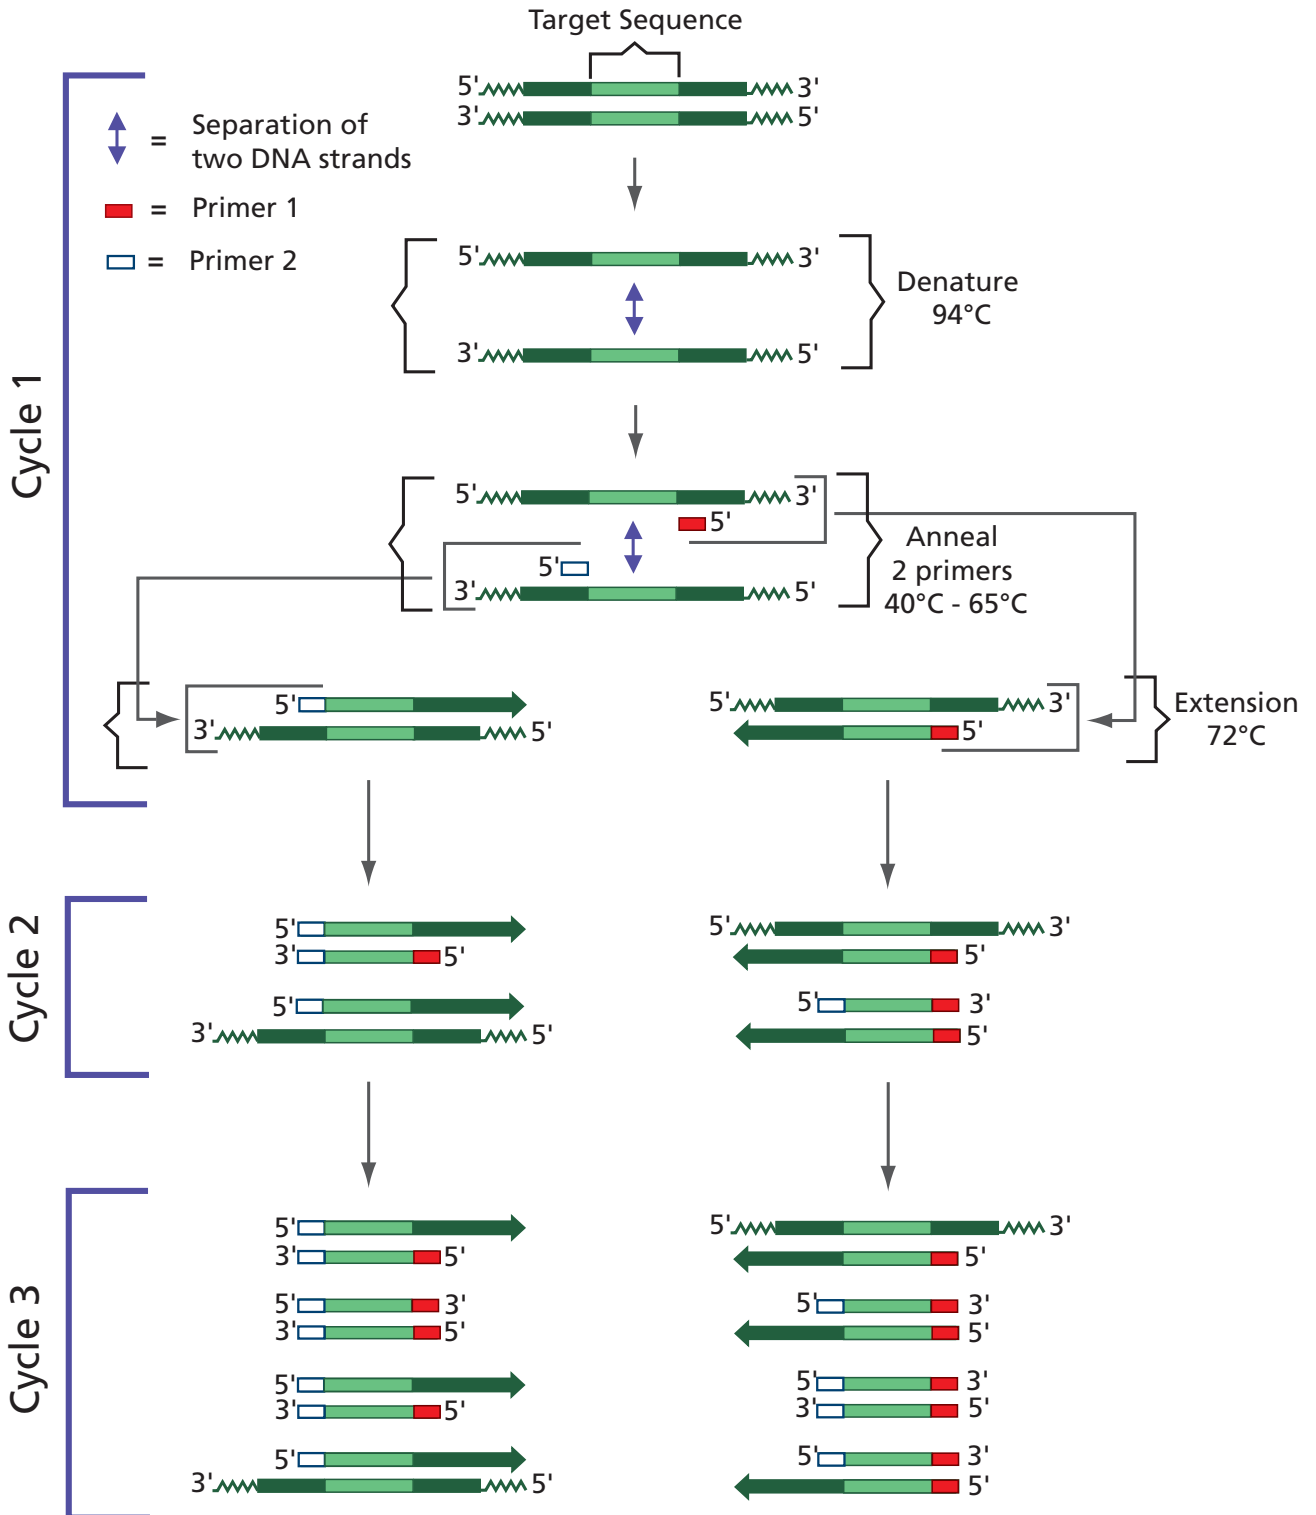 Target Sequence
5' 3'
3' 5'
= Separation of
two DNA strands
= Primer 1
= Primer 2
Cycle 1
5' 3'
3' 5'
Denature
94°C
5' 3'
5'
5'
3' 5'
Anneal
2 primers
40°C - 65°C
5'
3' 5'
5' 3'
5'
Extension
72°C
Cycle 2
5'
3' 5'
5'
3' 5'
5' 3'
5'
5' 3'
5'
Cycle 3
5'
3' 5'
5' 3'
3' 5'
5'
3' 5'
5'
3' 5'
5' 3'
5'
5' 3'
5'
5' 3'
3' 5'
5' 3'
5'